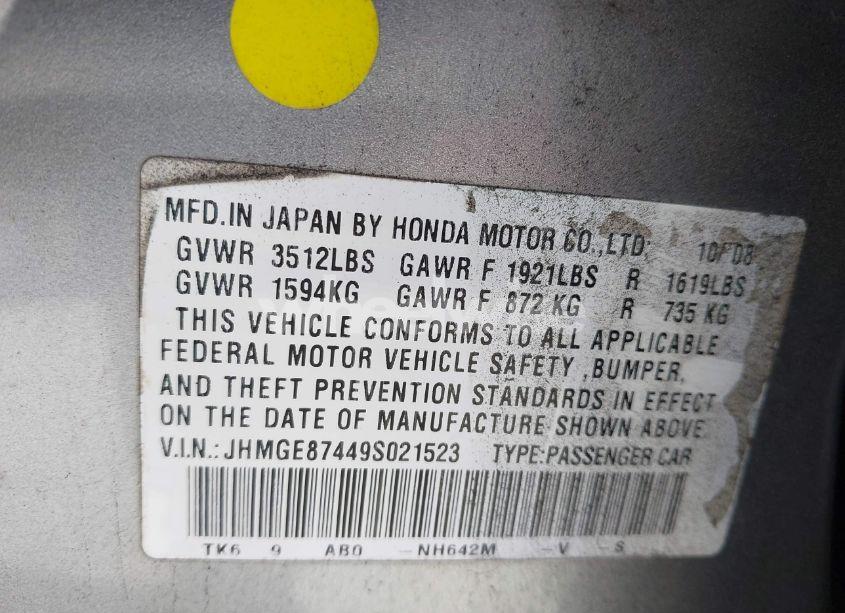 MFD.IN JAPAN BY HONDA MOTOR CO.,LTD. 10/08
GVWR 3512LBS GAWR F 1921LBS R 1619LBS
GVWR 1594KG GAWR F 872 KG R 735 KG
THIS VEHICLE CONFORMS TO ALL APPLICABLE
FEDERAL MOTOR VEHICLE SAFETY ,BUMPER,
AND THEFT PREVENTION STANDARDS IN EFFECT
ON THE DATE OF MANUFACTURE SHOWN ABOVE.
V.I.N.: JHMGE87449S021523 TYPE:PASSENGER CAR
TK6 9 AB0 -NH642M -V -S